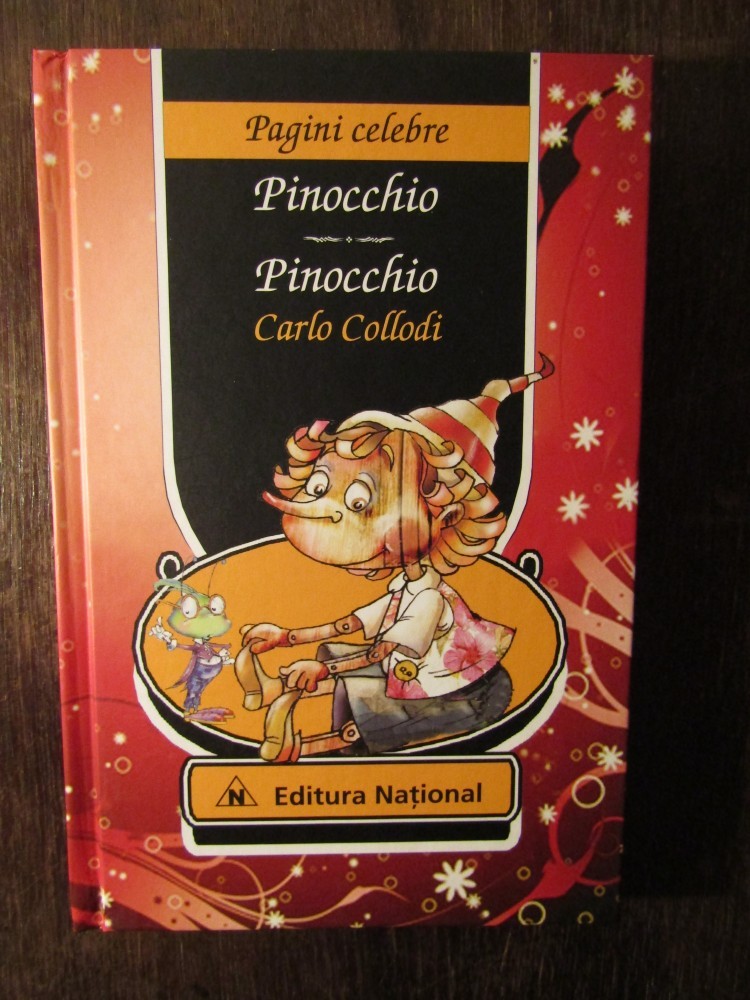 Pagini celebre
Pinocchio
Pinocchio
Carlo Collodi
N Editura Național